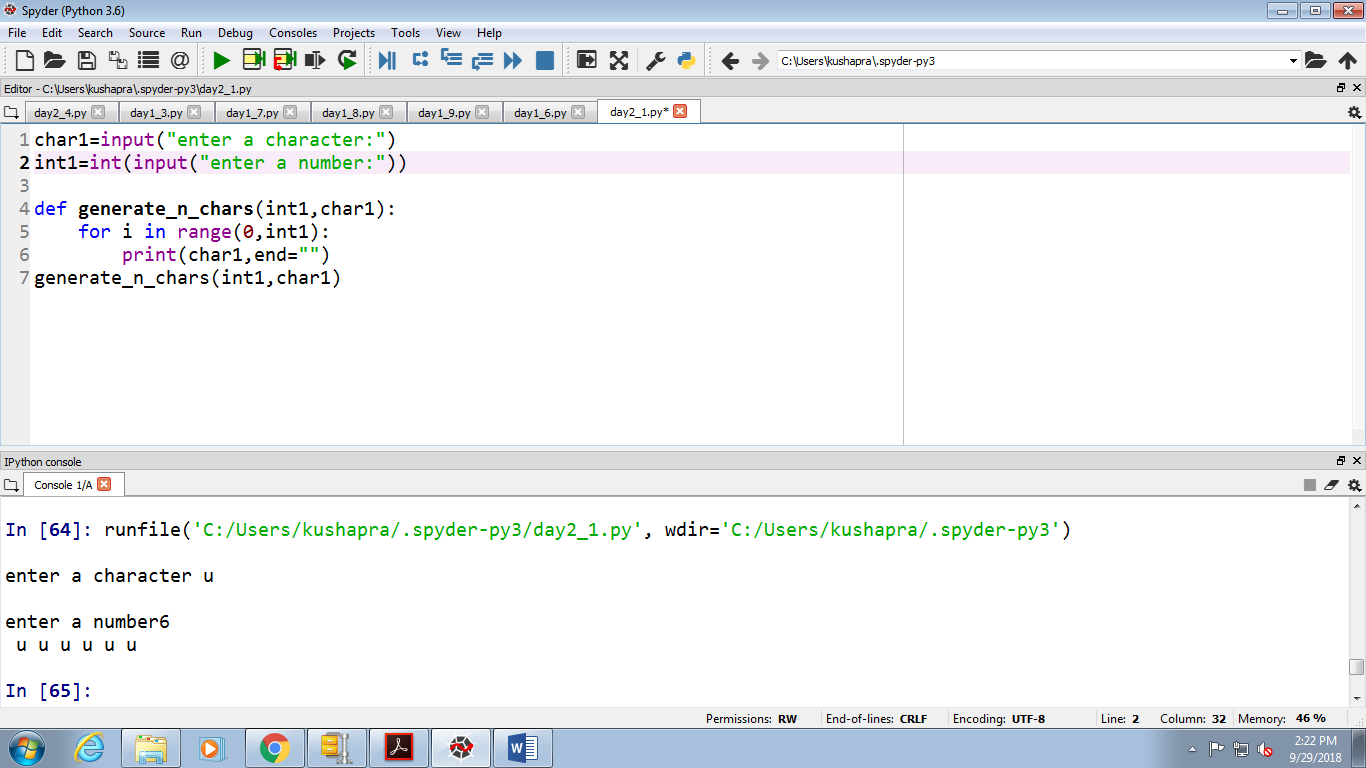 Spyder (Python 3.6)
File Edit Search Source Run Debug Consoles Projects Tools View Help
C:\Users\kushapra\.spyder-py3
Editor - C:\Users\kushapra\.spyder-py3\day2_1.py
day2_4.py day1_3.py day1_7.py day1_8.py day1_9.py day1_6.py day2_1.py*
1 char1=input("enter a character:")
2 int1=int(input("enter a number:"))
3
4 def generate_n_chars(int1,char1):
5     for i in range(0,int1):
6         print(char1,end="")
7 generate_n_chars(int1,char1)
IPython console
Console 1/A
In [64]: runfile('C:/Users/kushapra/.spyder-py3/day2_1.py', wdir='C:/Users/kushapra/.spyder-py3')
enter a character u
enter a number6
 u u u u u u
In [65]:
Permissions: RW End-of-lines: CRLF Encoding: UTF-8 Line: 2 Column: 32 Memory: 46 %
2:22 PM
9/29/2018